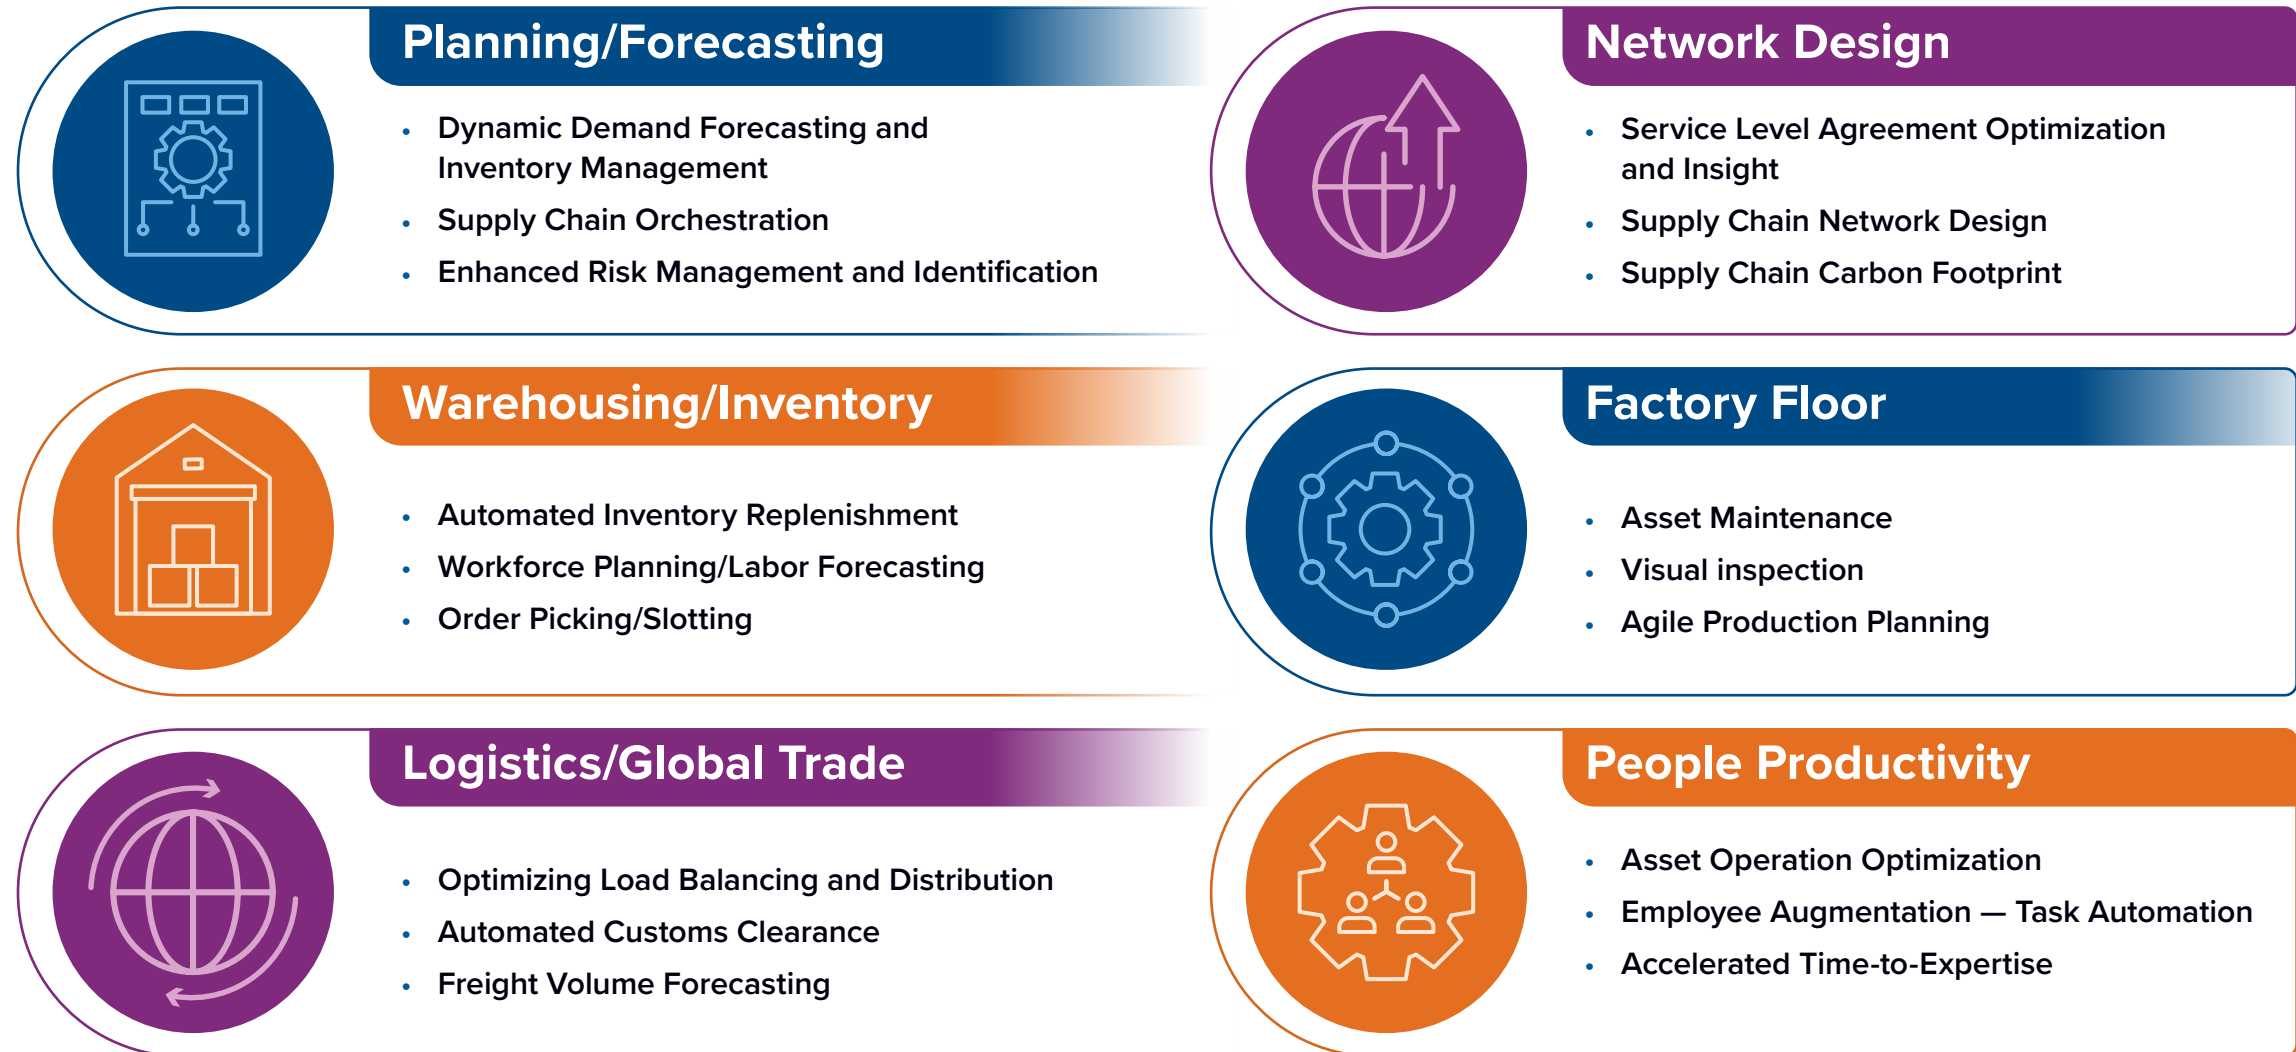 Planning/Forecasting
• Dynamic Demand Forecasting and
Inventory Management
• Supply Chain Orchestration
• Enhanced Risk Management and Identification
Network Design
• Service Level Agreement Optimization
and Insight
• Supply Chain Network Design
• Supply Chain Carbon Footprint
Warehousing/Inventory
• Automated Inventory Replenishment
• Workforce Planning/Labor Forecasting
• Order Picking/Slotting
Factory Floor
• Asset Maintenance
• Visual inspection
• Agile Production Planning
Logistics/Global Trade
• Optimizing Load Balancing and Distribution
• Automated Customs Clearance
• Freight Volume Forecasting
People Productivity
• Asset Operation Optimization
• Employee Augmentation — Task Automation
• Accelerated Time-to-Expertise